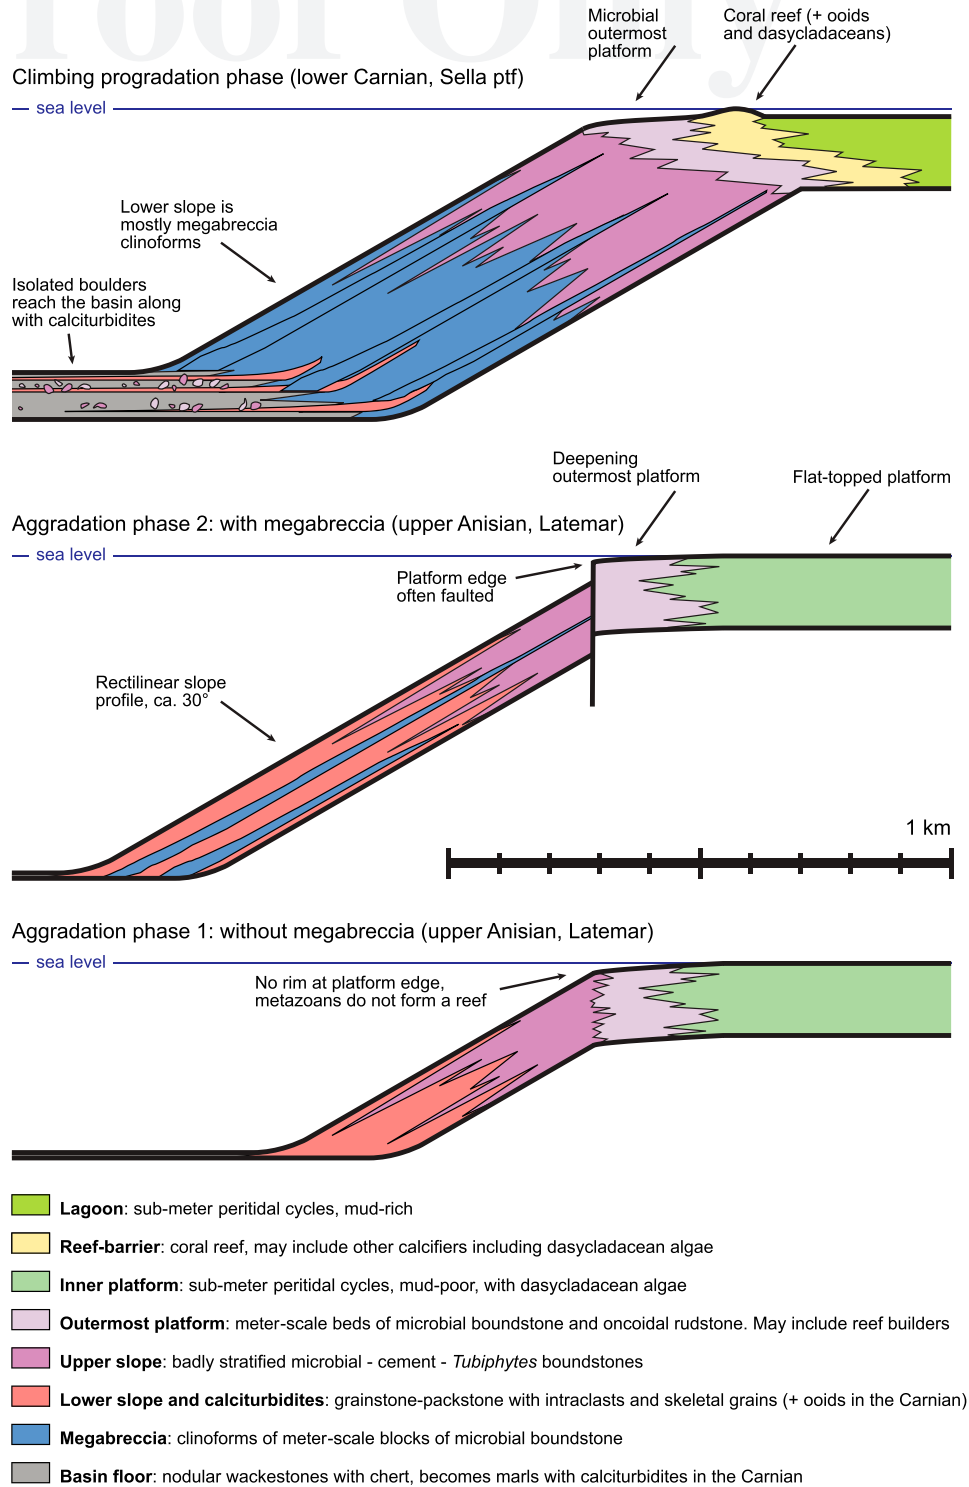 Proof Only
Microbial
outermost
platform
Coral reef (+ ooids
and dasycladaceans)
Climbing progradation phase (lower Carnian, Sella ptf)
sea level
Lower slope is
mostly megabreccia
clinoforms
Isolated boulders
reach the basin along
with calciturbidites
Deepening
outermost platform
Flat-topped platform
Aggradation phase 2: with megabreccia (upper Anisian, Latemar)
sea level
Platform edge
often faulted
Rectilinear slope
profile, ca. 30°
1 km
Aggradation phase 1: without megabreccia (upper Anisian, Latemar)
sea level
No rim at platform edge,
metazoans do not form a reef
Lagoon: sub-meter peritidal cycles, mud-rich
Reef-barrier: coral reef, may include other calcifiers including dasycladacean algae
Inner platform: sub-meter peritidal cycles, mud-poor, with dasycladacean algae
Outermost platform: meter-scale beds of microbial boundstone and oncoidal rudstone. May include reef builders
Upper slope: badly stratified microbial - cement - Tubiphytes boundstones
Lower slope and calciturbidites: grainstone-packstone with intraclasts and skeletal grains (+ ooids in the Carnian)
Megabreccia: clinoforms of meter-scale blocks of microbial boundstone
Basin floor: nodular wackestones with chert, becomes marls with calciturbidites in the Carnian